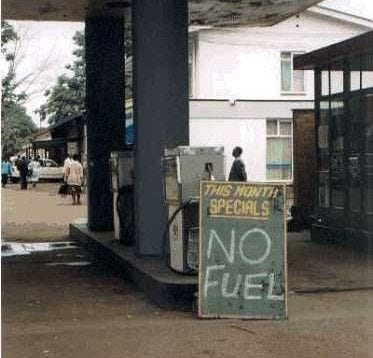 THIS MONTH
SPECIALS
NO
FUEL